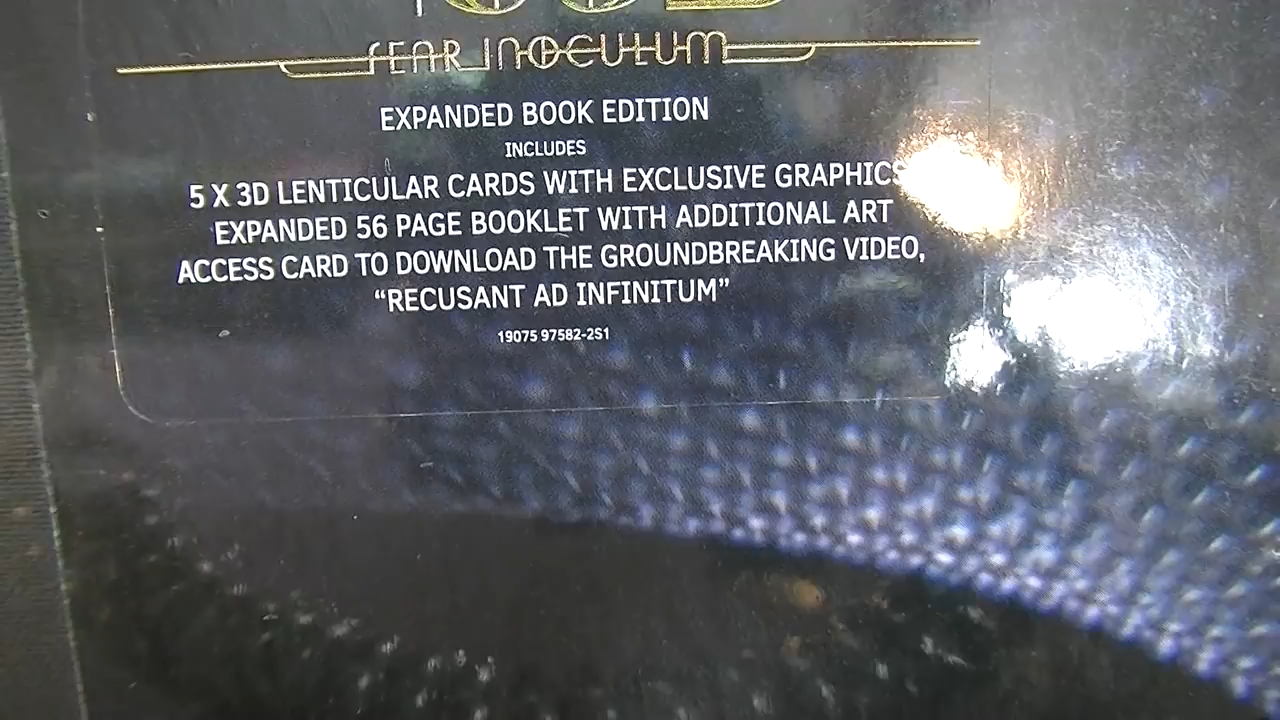 FEAR INOCULUM
EXPANDED BOOK EDITION
INCLUDES
5 X 3D LENTICULAR CARDS WITH EXCLUSIVE GRAPHICS
EXPANDED 56 PAGE BOOKLET WITH ADDITIONAL ART
ACCESS CARD TO DOWNLOAD THE GROUNDBREAKING VIDEO,
“RECUSANT AD INFINITUM”
19075 97582-2S1